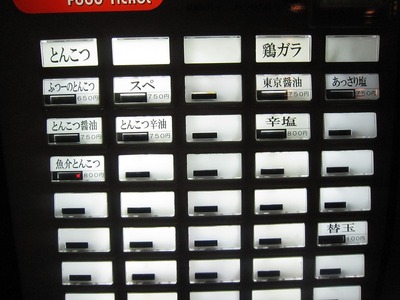 FOOD TICKET
とんこつ
鶏ガラ
ふつーのとんこつ
650円
スペ
750円
東京醤油
750円
あっさり塩
750円
とんこつ醤油
750円
とんこつ辛油
750円
辛塩
800円
魚介とんこつ
800円
替玉
100円